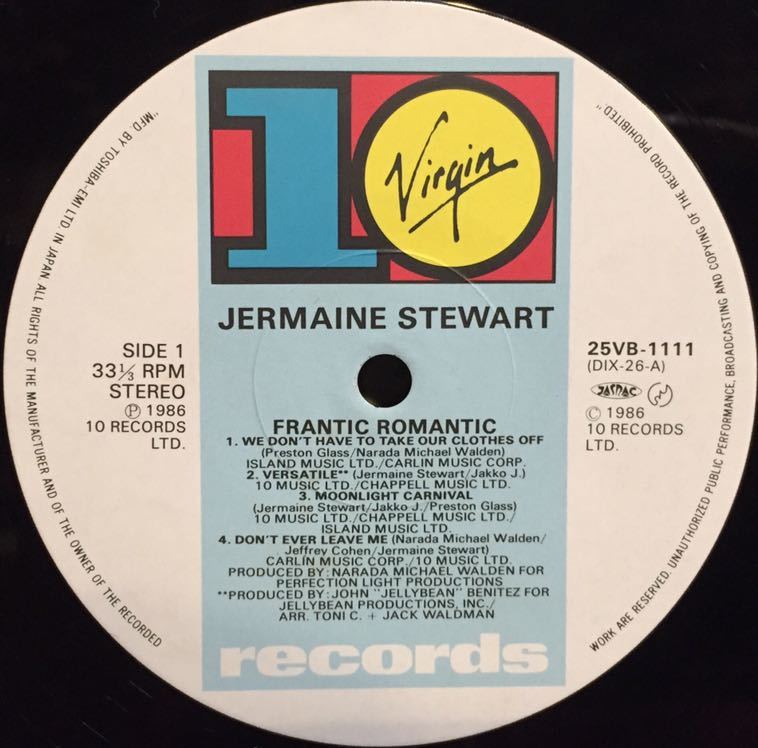 10
Virgin
JERMAINE STEWART
SIDE 1
33⅓ RPM
STEREO
Ⓟ 1986
10 RECORDS
LTD.
25VB-1111
(DIX-26-A)
JASRAC
© 1986
10 RECORDS
LTD.
FRANTIC ROMANTIC
1. WE DON'T HAVE TO TAKE OUR CLOTHES OFF
(Preston Glass/Narada Michael Walden)
ISLAND MUSIC LTD./CARLIN MUSIC CORP.
2. VERSATILE** (Jermaine Stewart/Jakko J.)
10 MUSIC LTD./CHAPPELL MUSIC LTD.
3. MOONLIGHT CARNIVAL
(Jermaine Stewart/Jakko J./Preston Glass)
10 MUSIC LTD./CHAPPELL MUSIC LTD./
ISLAND MUSIC LTD.
4. DON'T EVER LEAVE ME (Narada Michael Walden/
Jeffrey Cohen/Jermaine Stewart)
CARLIN MUSIC CORP./10 MUSIC LTD.
PRODUCED BY: NARADA MICHAEL WALDEN FOR
PERFECTION LIGHT PRODUCTIONS
**PRODUCED BY: JOHN "JELLYBEAN" BENITEZ FOR
JELLYBEAN PRODUCTIONS, INC./
ARR. TONI C. + JACK WALDMAN
records
"MFD. BY TOSHIBA-EMI LTD. IN JAPAN. ALL RIGHTS OF THE MANUFACTURER AND OF THE OWNER OF THE RECORDED
WORK ARE RESERVED. UNAUTHORIZED PUBLIC PERFORMANCE, BROADCASTING AND COPYING OF THE RECORD PROHIBITED"